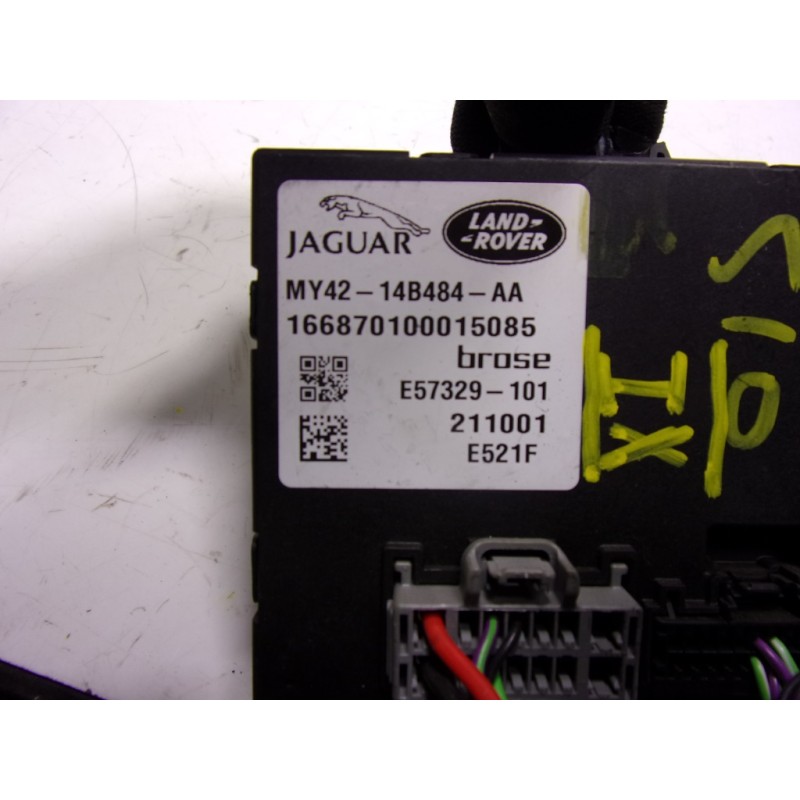 JAGUAR
LAND-
-ROVER
MY42-14B484-AA
166870100015085
brose
E57329-101
211001
E521F